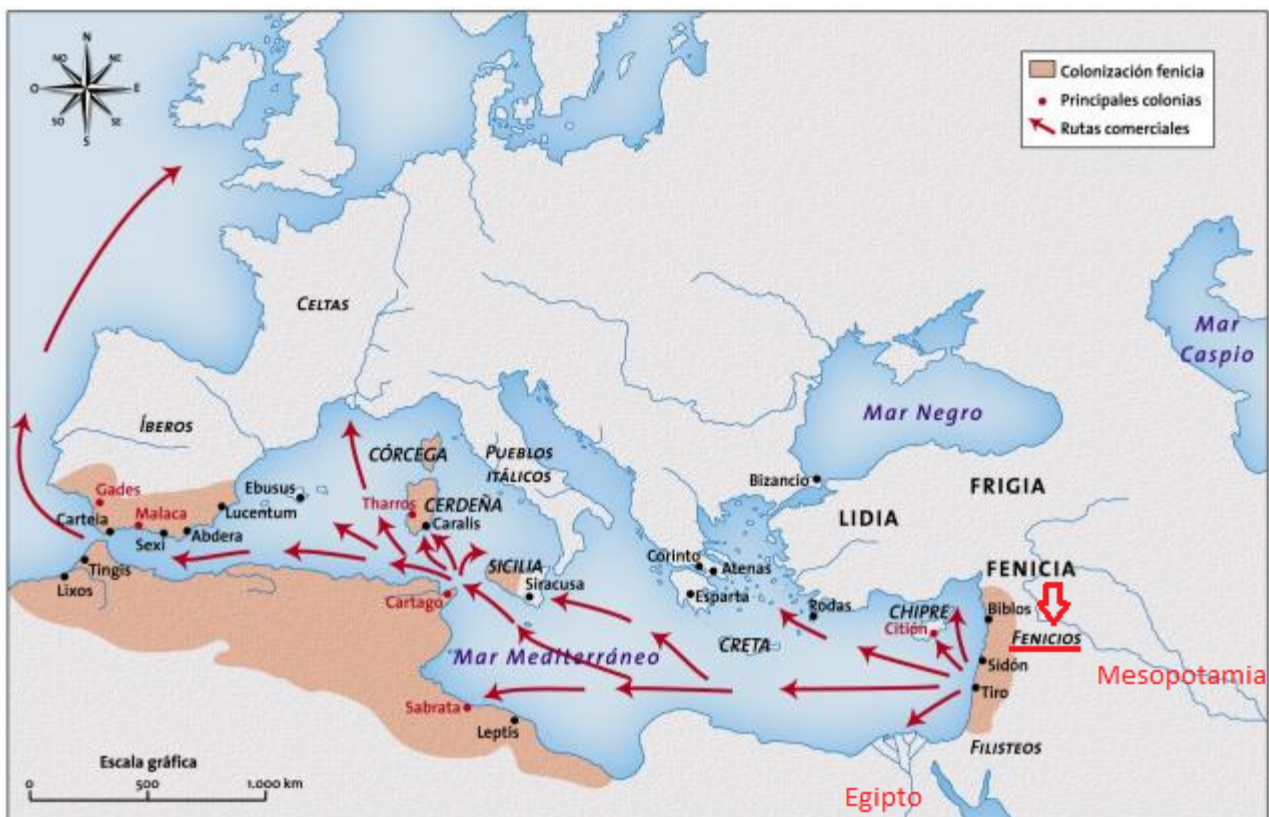 N
NO
NE
O
E
SO
SE
S
Colonización fenicia
Principales colonias
Rutas comerciales
CELTAS
Mar
Caspio
Mar Negro
ÍBEROS
CÓRCEGA
PUEBLOS
ITÁLICOS
Bizancio
FRIGIA
Gades
Ebusus
Tharros
CERDEÑA
LIDIA
Carteia
Malaca
Lucentum
Caralis
Sexi
Abdera
Corinto
Atenas
Tingis
SICILIA
FENICIA
Lixos
Siracusa
Cartago
Esparta
Rodas
CHIPRE
Biblos
Citión
FENICIOS
CRETA
Mar Mediterráneo
Sidón
Mesopotamia
Tiro
Sabrata
Leptis
FILISTEOS
Escala gráfica
0 500 1.000 km
Egipto